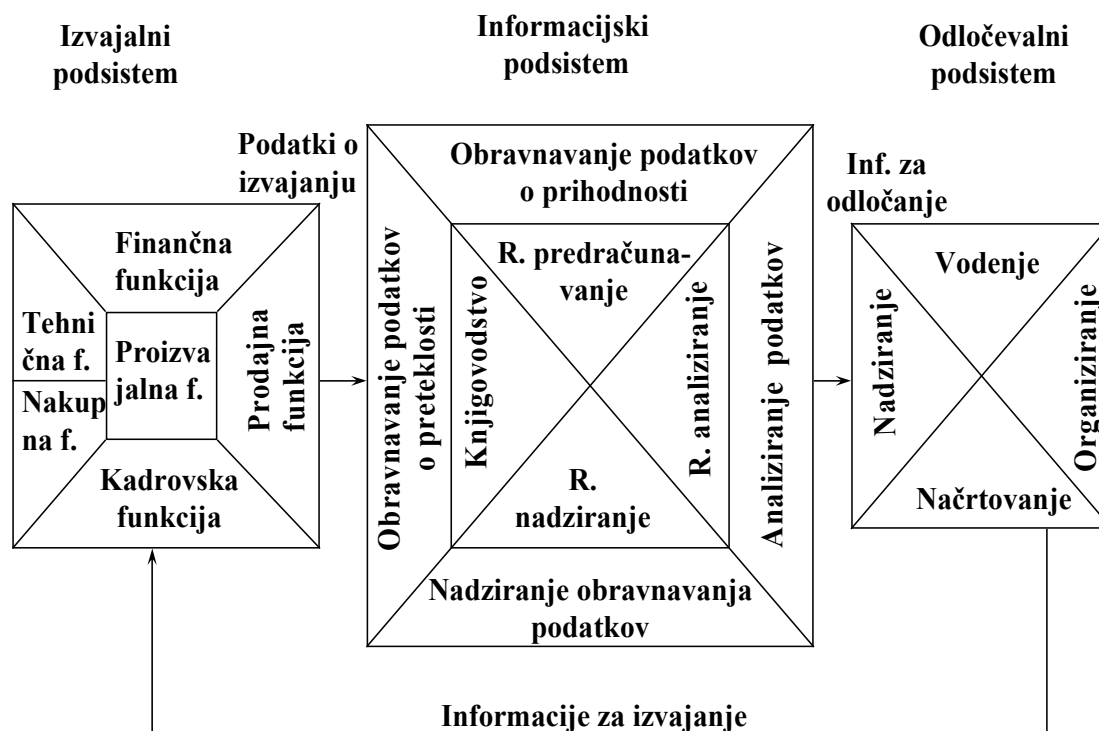 Izvajalni
podsistem
Informacijski
podsistem
Odločevalni
podsistem
Podatki o
izvajanju
Inf. za
odločanje
Finančna
funkcija
Tehni
čna f.
Nakup
na f.
Proizva
jalna f.
Prodajna
funkcija
Kadrovska
funkcija
Obravnavanje podatkov
o prihodnosti
Obravnavanje podatkov
o preteklosti
Knjigovodstvo
R. predračuna-
vanje
R. analiziranje
R.
nadziranje
Analiziranje podatkov
Nadziranje obravnavanja
podatkov
Vodenje
Nadziranje
Organiziranje
Načrtovanje
Informacije za izvajanje